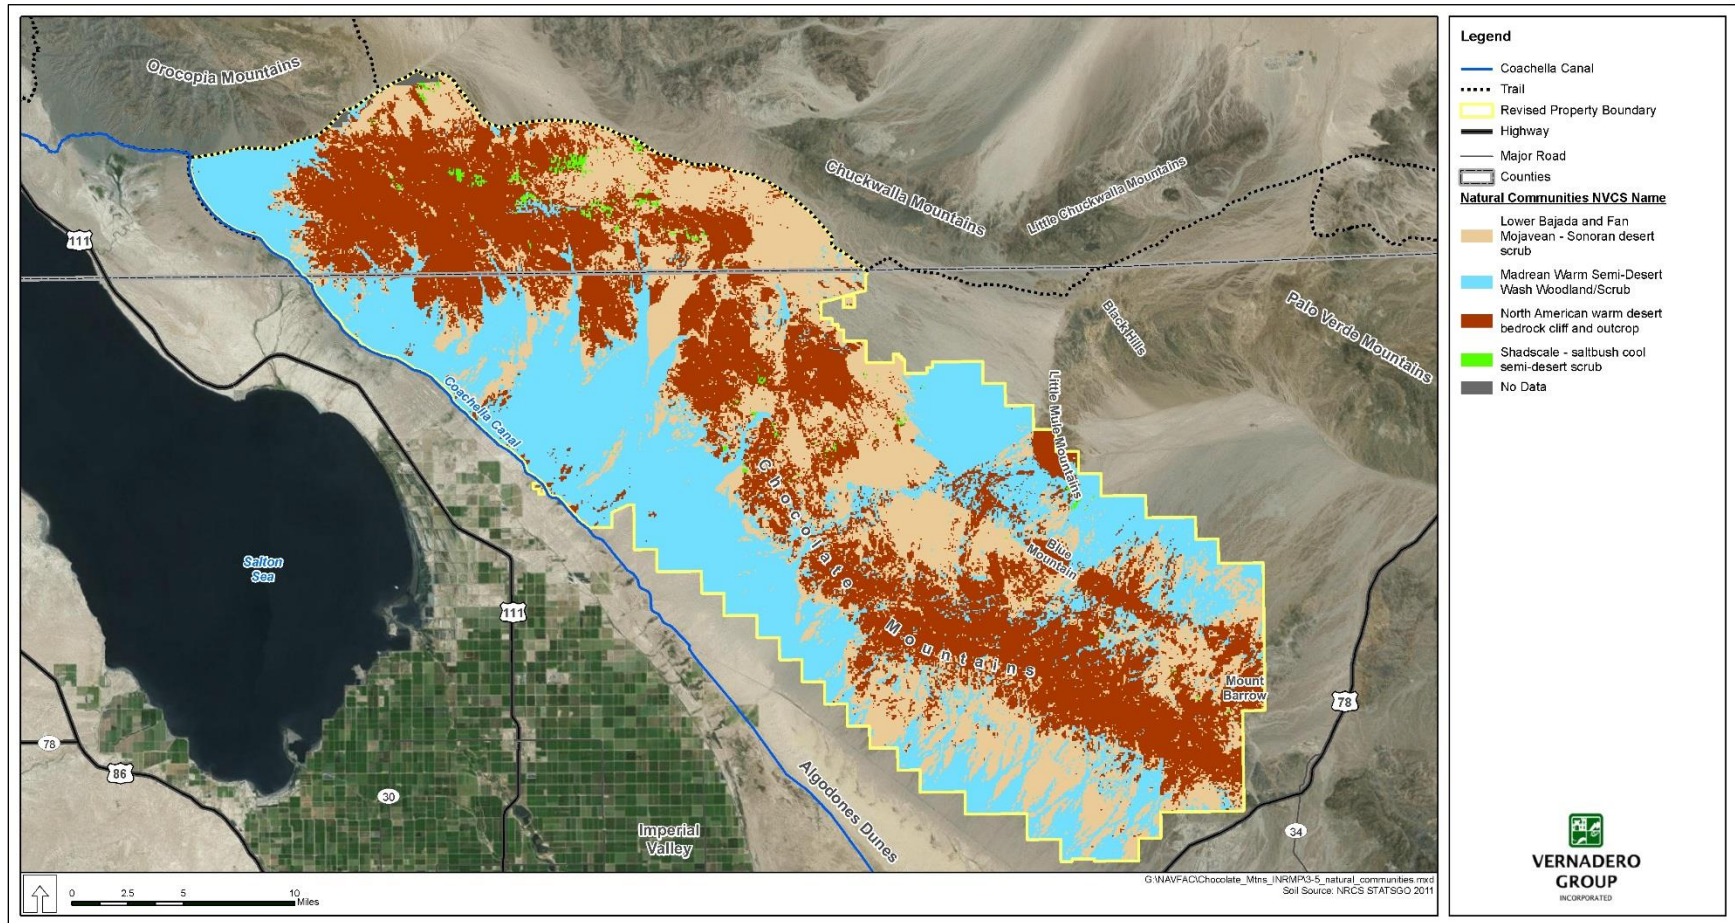 Orocopia Mountains
Chuckwalla Mountains
Little Chuckwalla Mountains
111
Black Hills
Palo Verde Mountains
Little Mule Mountains
Coachella Canal
Chocolate Mountains
Blue
Mountain
Salton
Sea
111
Mount
Barrow
78
78
86
30
Algodones Dunes
Imperial
Valley
34
0 2.5 5 10
Miles
G:\NAVFAC\Chocolate_Mtns_INRMP\3-5_natural_communities.mxd
Soil Source: NRCS STATSGO 2011
Legend
Coachella Canal
Trail
Revised Property Boundary
Highway
Major Road
Counties
Natural Communities NVCS Name
Lower Bajada and Fan
Mojavean - Sonoran desert
scrub
Madrean Warm Semi-Desert
Wash Woodland/Scrub
North American warm desert
bedrock cliff and outcrop
Shadscale - saltbush cool
semi-desert scrub
No Data
VERNADERO
GROUP
INCORPORATED